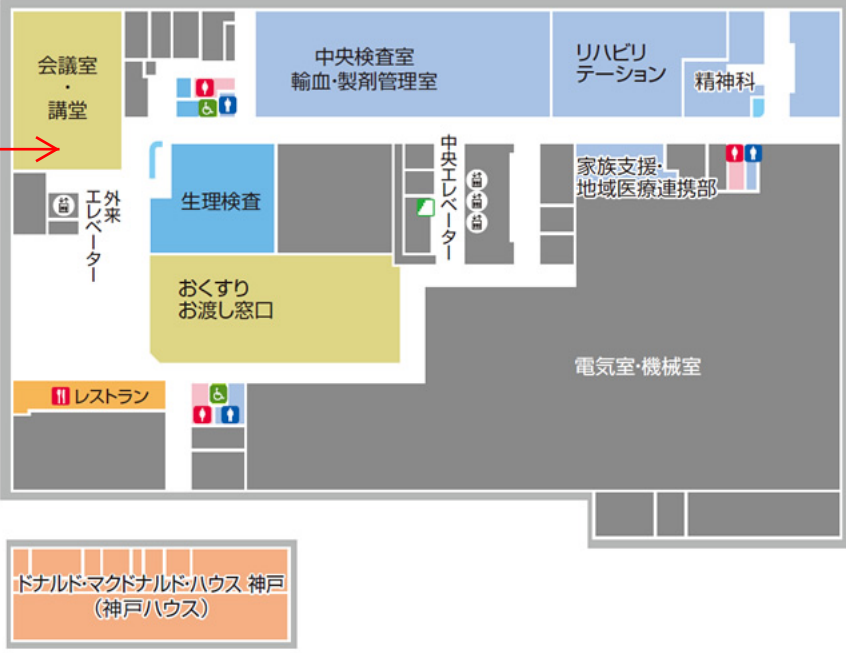 会議室
・
講堂
中央検査室
輸血・製剤管理室
リハビリ
テーション
精神科
外来
エレベーター
生理検査
中央エレベーター
家族支援・
地域医療連携部
おくすり
お渡し窓口
電気室・機械室
レストラン
ドナルド・マクドナルド・ハウス 神戸
（神戸ハウス）